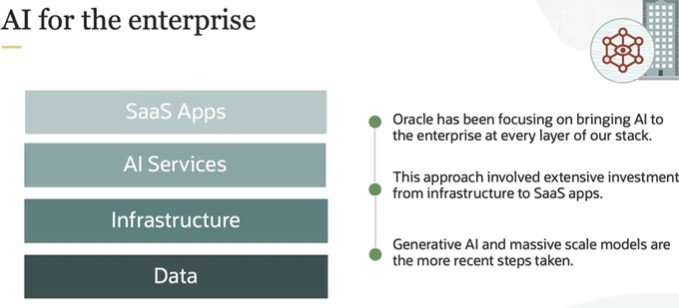 AI for the enterprise
SaaS Apps
AI Services
Infrastructure
Data
Oracle has been focusing on bringing AI to
the enterprise at every layer of our stack.
This approach involved extensive investment
from infrastructure to SaaS apps.
Generative AI and massive scale models are
the more recent steps taken.